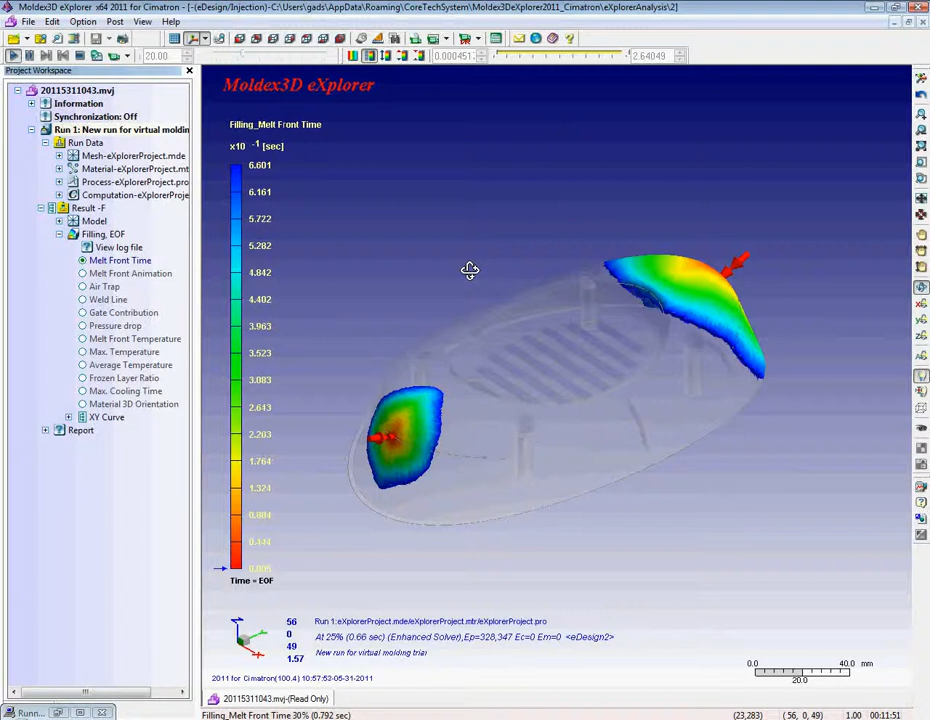 Moldex3D eXplorer x64 2011 for Cimatron - (eDesign/Injection)-C:\Users\gads\AppData\Roaming\CoreTechSystem\Moldex3DeXplorer2011_Cimatron\eXplorerAnalysis\2]
File Edit Option Post View Help
20.00
0.000451
2.64049
Project Workspace
20115311043.mvj
Information
Synchronization: Off
Run 1: New run for virtual moldin
Run Data
Mesh-eXplorerProject.mde
Material-eXplorerProject.mt
Process-eXplorerProject.pro
Computation-eXplorerProje
Result -F
Model
Filling, EOF
View log file
Melt Front Time
Melt Front Animation
Air Trap
Weld Line
Gate Contribution
Pressure drop
Melt Front Temperature
Max. Temperature
Average Temperature
Frozen Layer Ratio
Max. Cooling Time
Material 3D Orientation
XY Curve
Report
Moldex3D eXplorer
Filling_Melt Front Time
x10 -1 [sec]
6.601
6.161
5.722
5.282
4.842
4.402
3.963
3.523
3.083
2.643
2.203
1.764
1.324
0.884
0.444
0.005
Time = EOF
56
0
49
1.57
Run 1:eXplorerProject.mde/eXplorerProject.mtr/eXplorerProject.pro
At 25% (0.66 sec) (Enhanced Solver),Ep=328,347 Ec=0 Em=0 <eDesign2>
New run for virtual molding trial
2011 for Cimatron(100.4) 10:57:52 05-31-2011
0.0 40.0 mm
20.0
20115311043.mvj-(Read Only)
Runn...
Filling_Melt Front Time 30% (0.792 sec)
(23,283) (56, 0, 49) 1.00 00:11:51